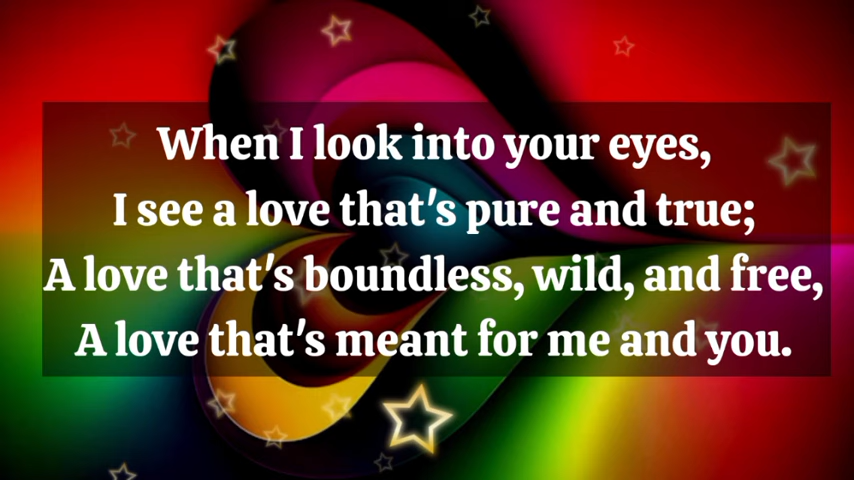 When I look into your eyes,
I see a love that's pure and true;
A love that's boundless, wild, and free,
A love that's meant for me and you.